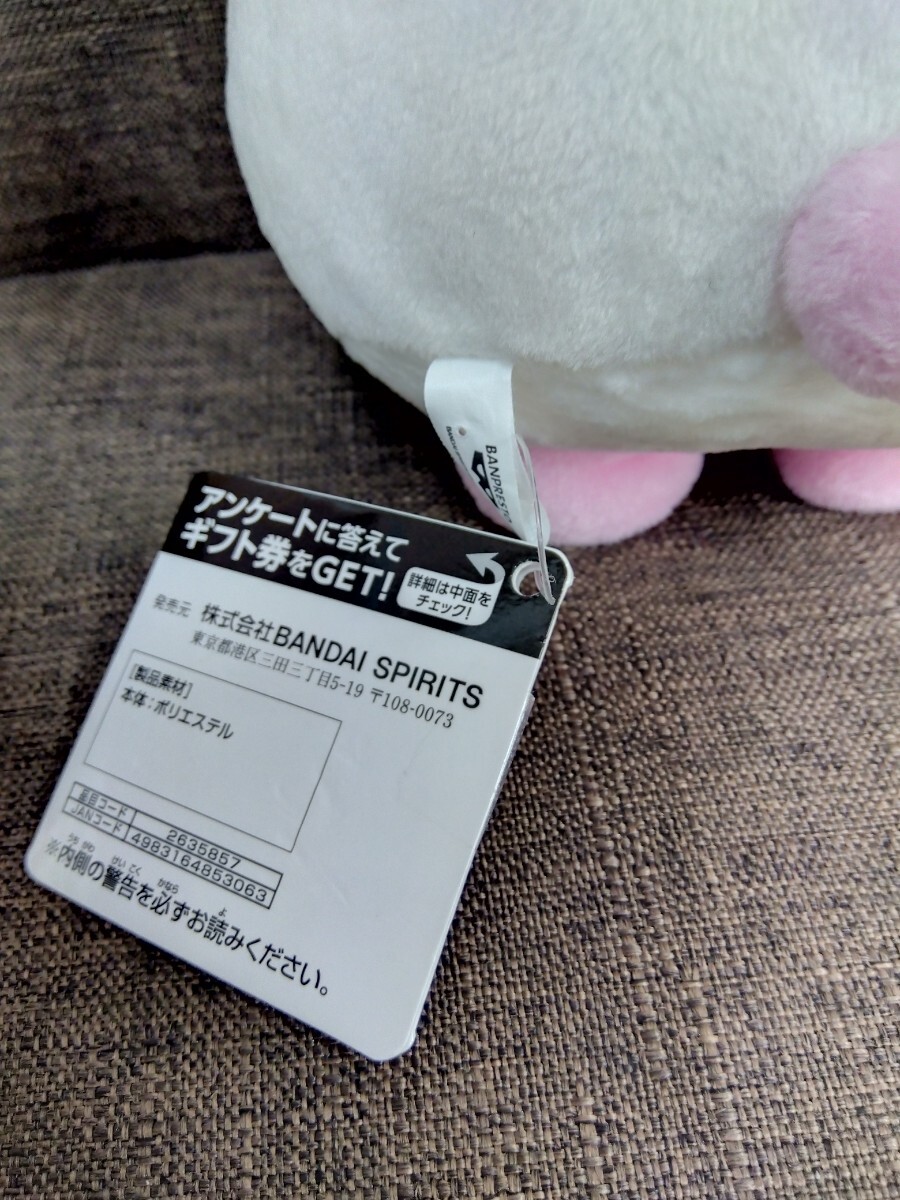 BANPRESTO
アンケートに答えて
ギフト券をGET!
詳細は中面を
チェック!
発売元 株式会社BANDAI SPIRITS
東京都港区三田三丁目5-19 〒108-0073
[製品素材]
本体:ポリエステル
品目コード 2635857
JANコード 4983164853063
※内側の警告を必ずお読みください。